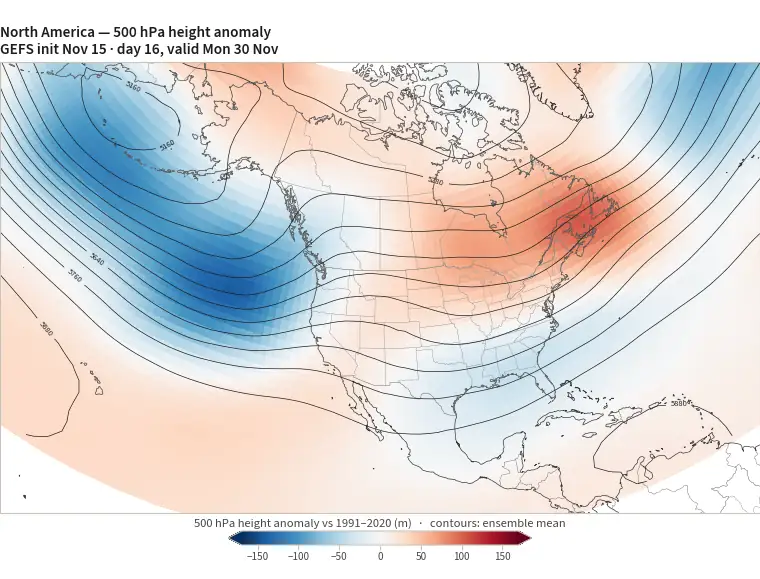 North America — 500 hPa height anomaly
GEFS init Nov 15 · day 16, valid Mon 30 Nov
5160
5160
5280
5640
5760
5880
5880
500 hPa height anomaly vs 1991–2020 (m) · contours: ensemble mean
−150 −100 −50 0 50 100 150